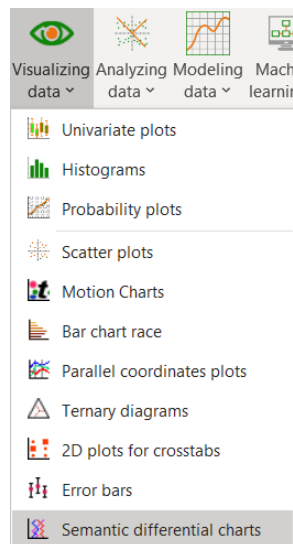 Visualizing Analyzing Modeling Mach
data data data learnin
Univariate plots
Histograms
Probability plots
Scatter plots
Motion Charts
Bar chart race
Parallel coordinates plots
Ternary diagrams
2D plots for crosstabs
Error bars
Semantic differential charts